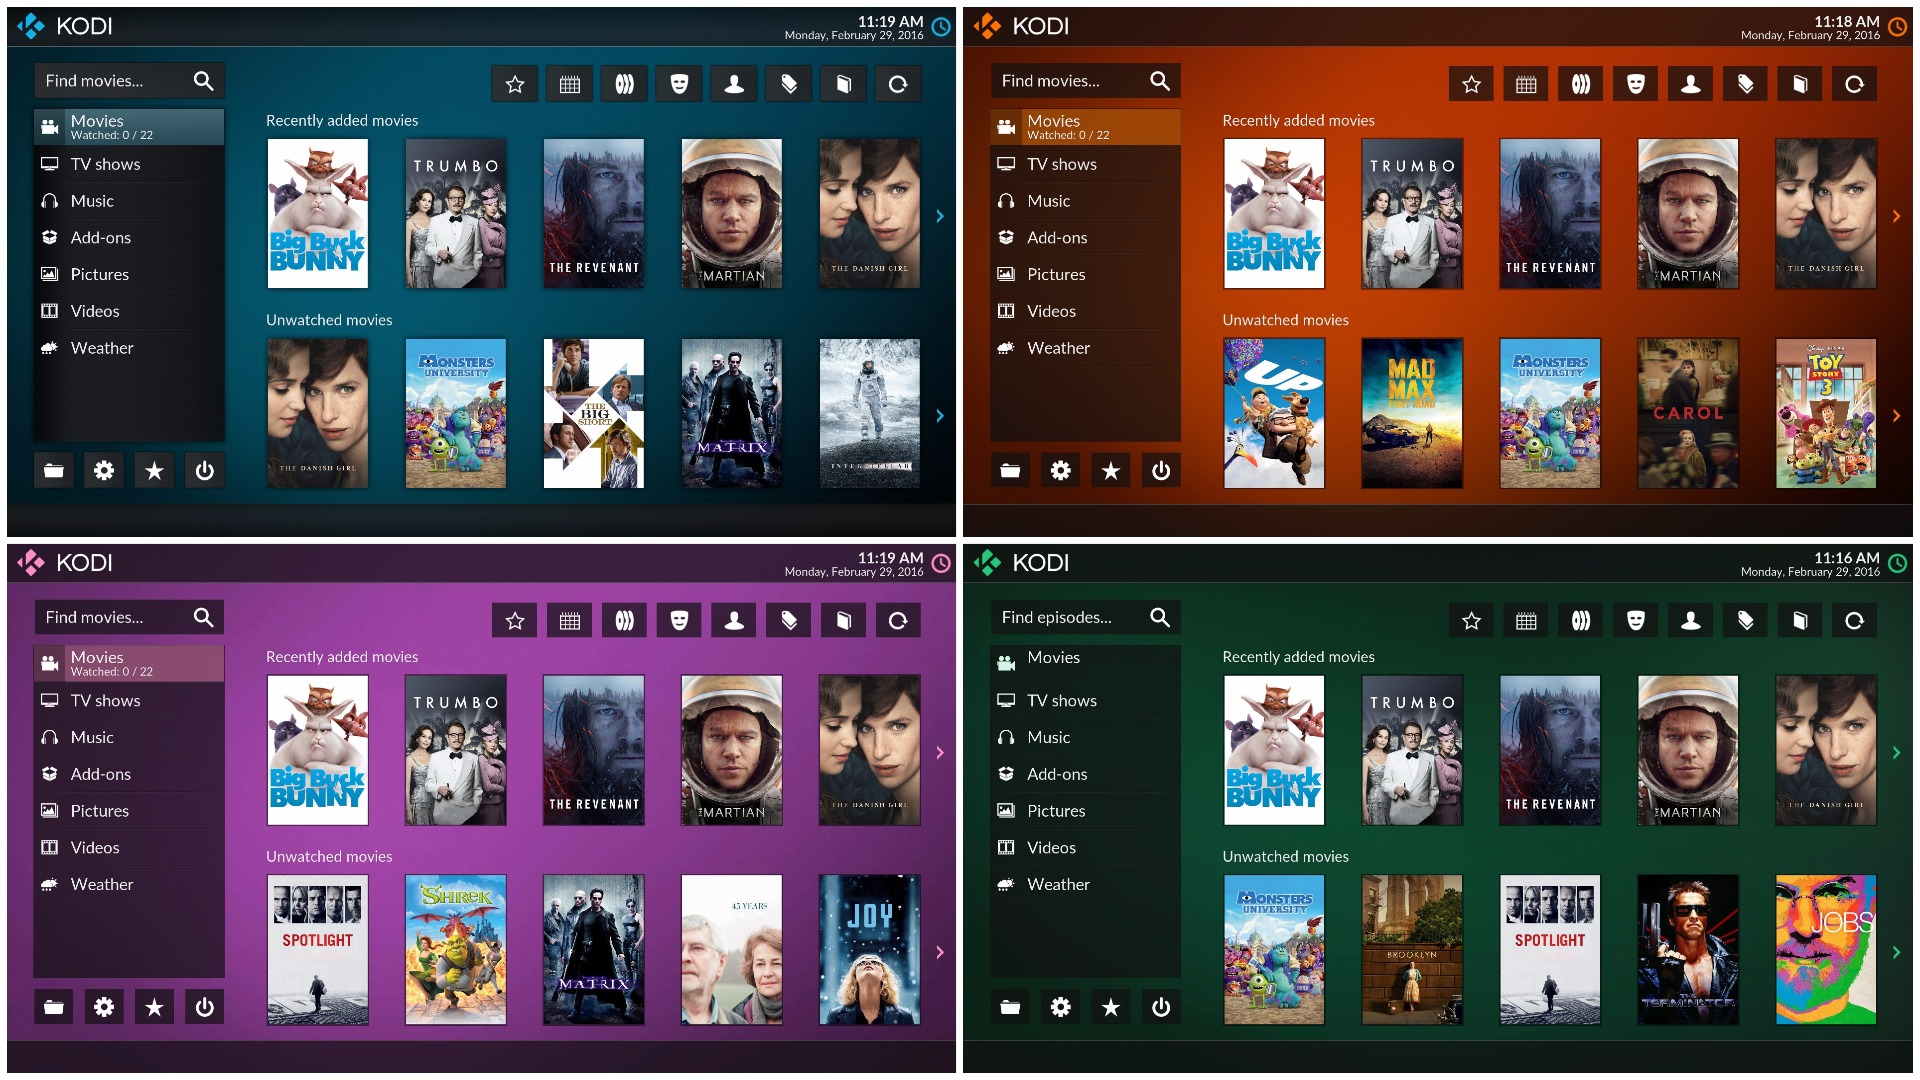 KODI
11:19 AM
Monday, February 29, 2016
Find movies...
Movies
Watched: 0 / 22
TV shows
Music
Add-ons
Pictures
Videos
Weather
Recently added movies
Big Buck
BUNNY
TRUMBO
THE REVENANT
THE MARTIAN
THE DANISH GIRL
Unwatched movies
THE DANISH GIRL
MONSTERS
UNIVERSITY
THE
BIG
SHORT
MATRIX
INTERSTELLAR
KODI
11:18 AM
Monday, February 29, 2016
Find movies...
Movies
Watched: 0 / 22
TV shows
Music
Add-ons
Pictures
Videos
Weather
Recently added movies
Big Buck
BUNNY
TRUMBO
THE REVENANT
THE MARTIAN
THE DANISH GIRL
Unwatched movies
UP
MAD
MAX
FURY ROAD
MONSTERS
UNIVERSITY
CAROL
Disney PIXAR
TOY
STORY
3
KODI
11:19 AM
Monday, February 29, 2016
Find movies...
Movies
Watched: 0 / 22
TV shows
Music
Add-ons
Pictures
Videos
Weather
Recently added movies
Big Buck
BUNNY
TRUMBO
THE REVENANT
THE MARTIAN
THE DANISH GIRL
Unwatched movies
SPOTLIGHT
SHREK
MATRIX
45 YEARS
JOY
KODI
11:16 AM
Monday, February 29, 2016
Find episodes...
Movies
TV shows
Music
Add-ons
Pictures
Videos
Weather
Recently added movies
Big Buck
BUNNY
TRUMBO
THE REVENANT
THE MARTIAN
THE DANISH GIRL
Unwatched movies
MONSTERS
UNIVERSITY
BROOKLYN
SPOTLIGHT
THE
TERMINATOR
JOBS